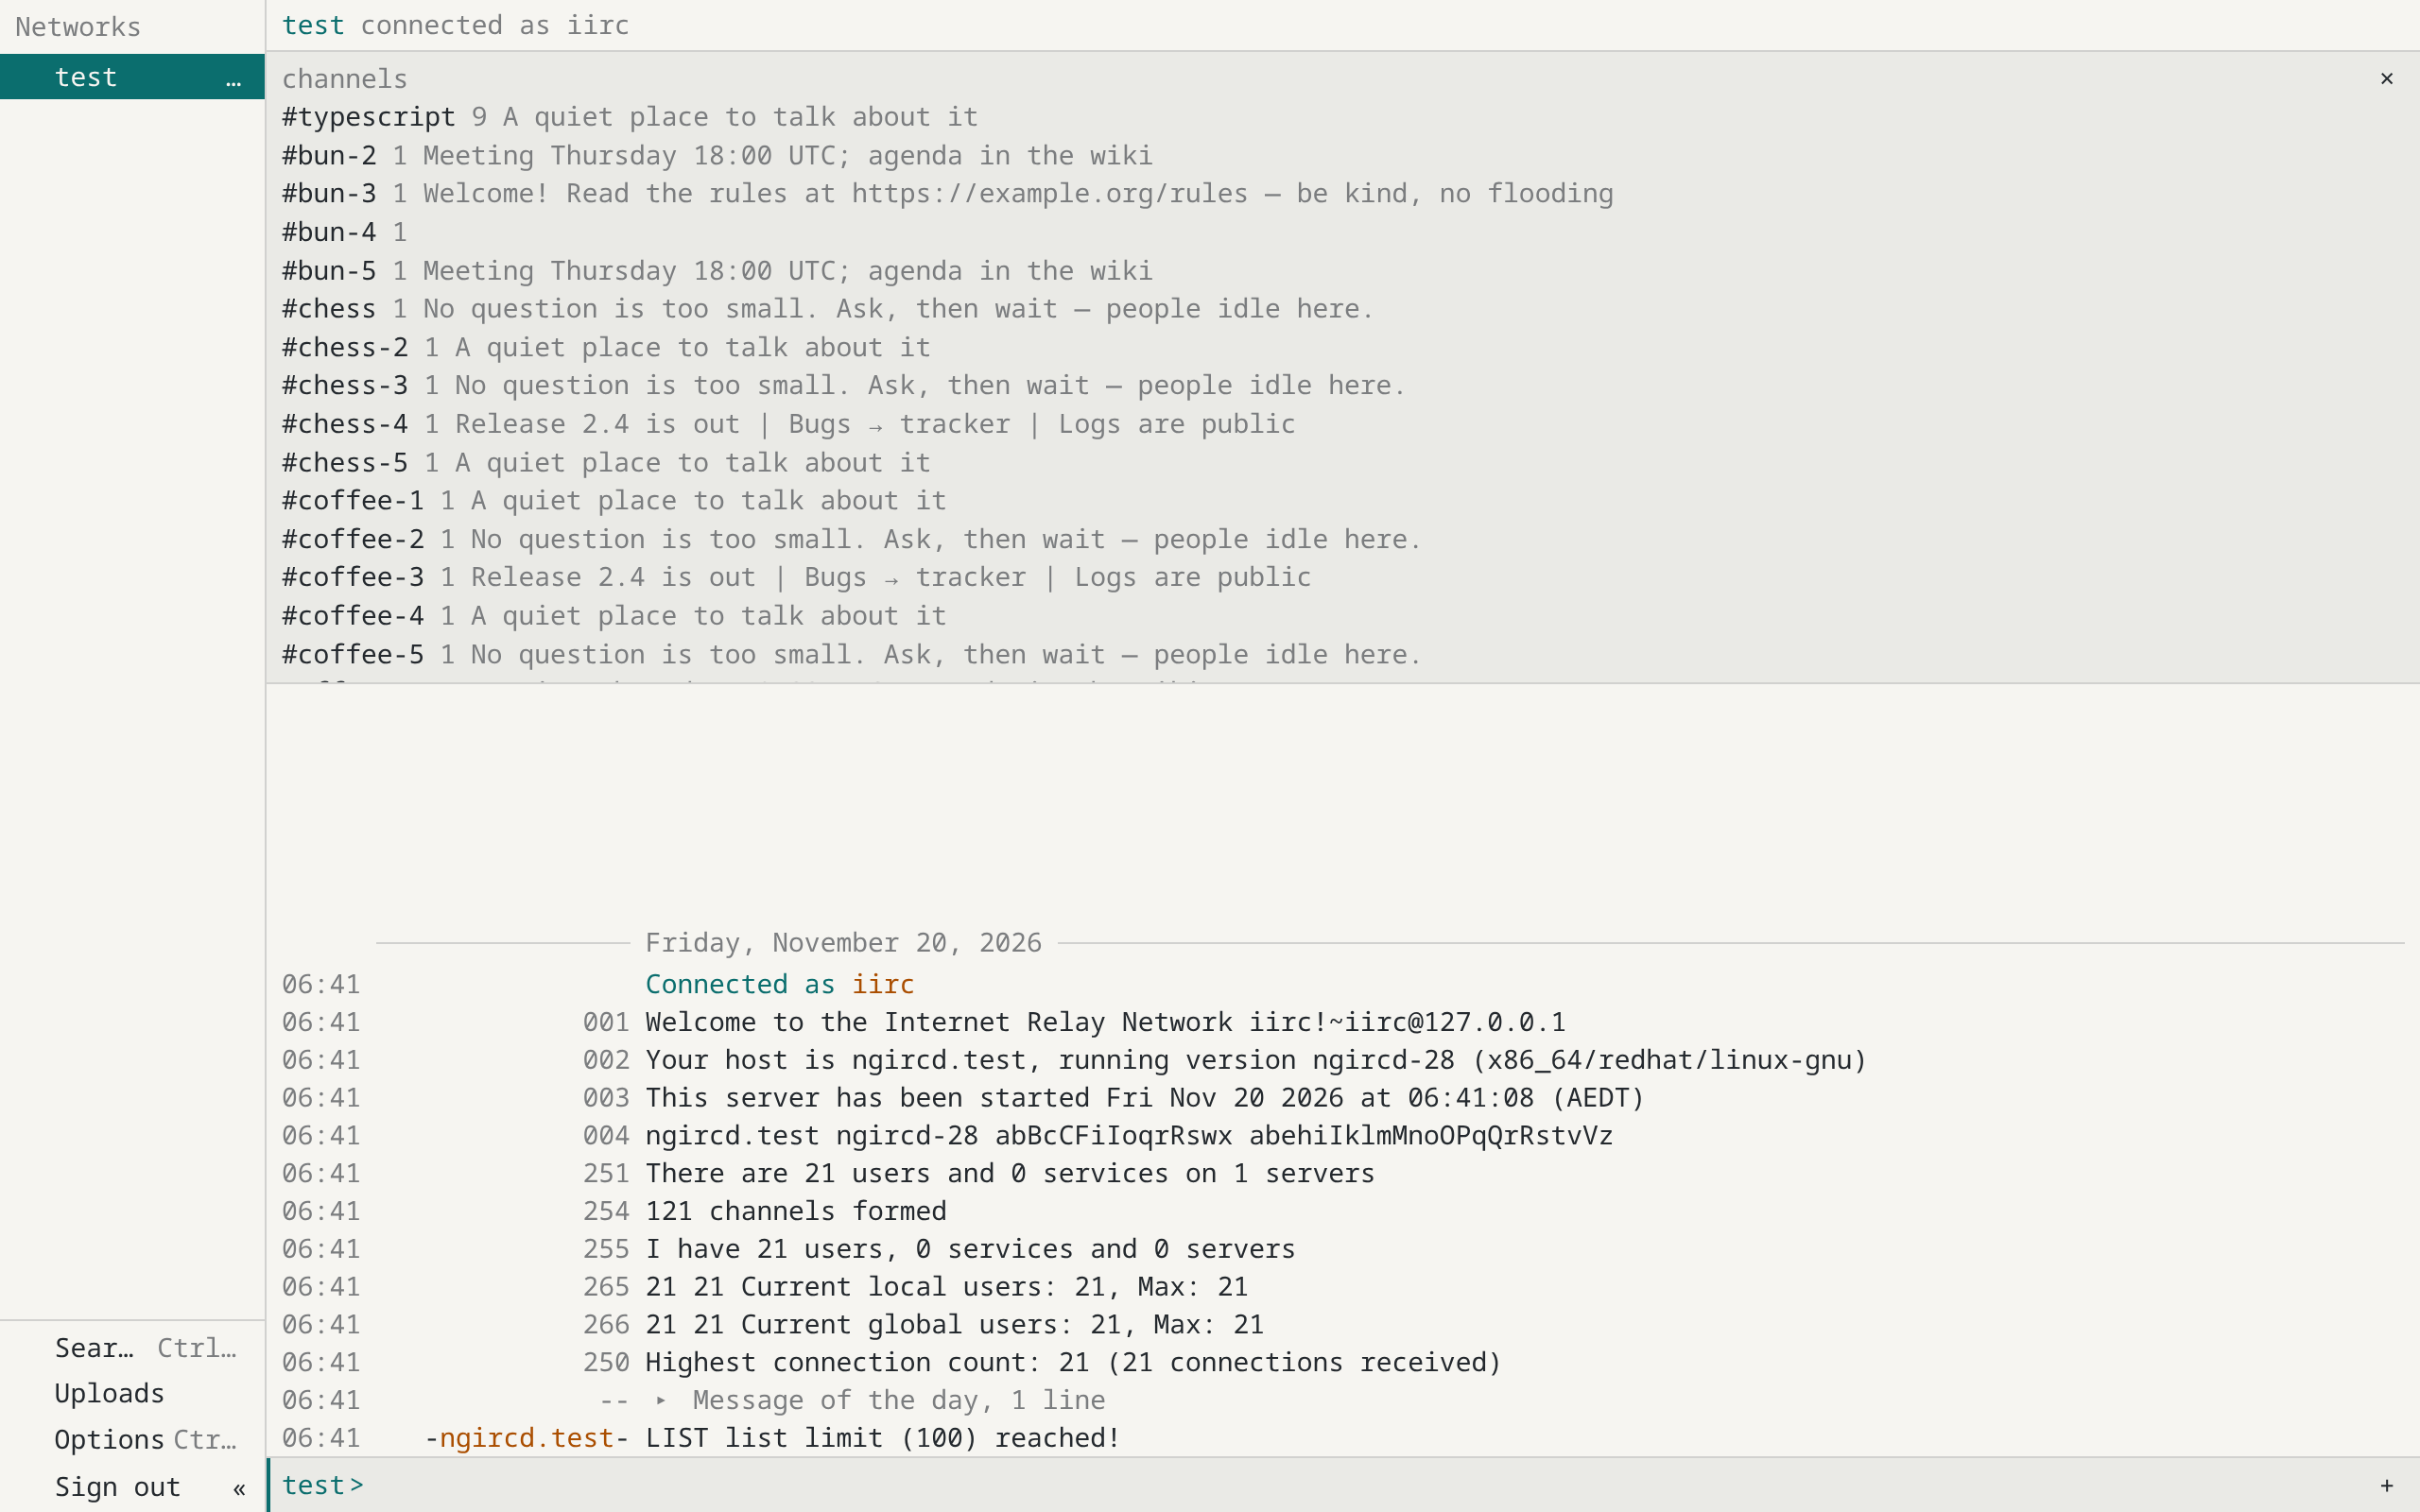 Networks
test …
Sear… Ctrl…
Uploads
Options Ctr…
Sign out «
test connected as iirc
channels ×
#typescript 9 A quiet place to talk about it
#bun-2 1 Meeting Thursday 18:00 UTC; agenda in the wiki
#bun-3 1 Welcome! Read the rules at https://example.org/rules — be kind, no flooding
#bun-4 1
#bun-5 1 Meeting Thursday 18:00 UTC; agenda in the wiki
#chess 1 No question is too small. Ask, then wait — people idle here.
#chess-2 1 A quiet place to talk about it
#chess-3 1 No question is too small. Ask, then wait — people idle here.
#chess-4 1 Release 2.4 is out | Bugs → tracker | Logs are public
#chess-5 1 A quiet place to talk about it
#coffee-1 1 A quiet place to talk about it
#coffee-2 1 No question is too small. Ask, then wait — people idle here.
#coffee-3 1 Release 2.4 is out | Bugs → tracker | Logs are public
#coffee-4 1 A quiet place to talk about it
#coffee-5 1 No question is too small. Ask, then wait — people idle here.
Friday, November 20, 2026
06:41 Connected as iirc
06:41 001 Welcome to the Internet Relay Network iirc!~iirc@127.0.0.1
06:41 002 Your host is ngircd.test, running version ngircd-28 (x86_64/redhat/linux-gnu)
06:41 003 This server has been started Fri Nov 20 2026 at 06:41:08 (AEDT)
06:41 004 ngircd.test ngircd-28 abBcCFiIoqrRswx abehiIklmMnoOPqQrRstvVz
06:41 251 There are 21 users and 0 services on 1 servers
06:41 254 121 channels formed
06:41 255 I have 21 users, 0 services and 0 servers
06:41 265 21 21 Current local users: 21, Max: 21
06:41 266 21 21 Current global users: 21, Max: 21
06:41 250 Highest connection count: 21 (21 connections received)
06:41 -- ▸ Message of the day, 1 line
06:41 -ngircd.test- LIST list limit (100) reached!
test> +